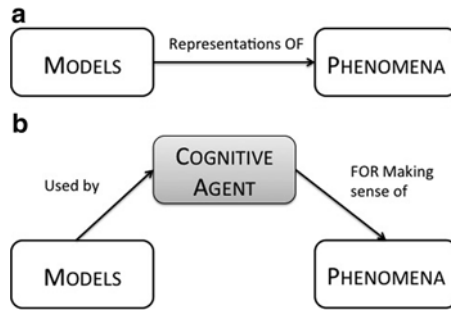 a
Representations OF
MODELS
PHENOMENA
b
COGNITIVE
AGENT
Used by
FOR Making
sense of
MODELS
PHENOMENA